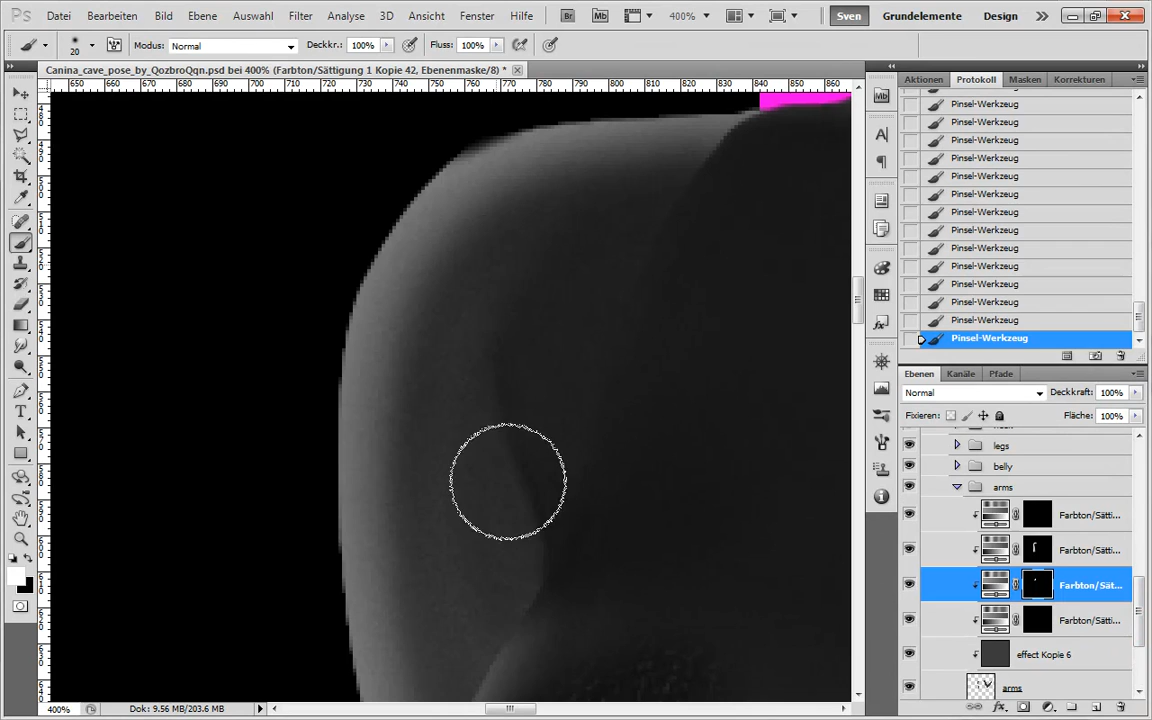 Ps Datei Bearbeiten Bild Ebene Auswahl Filter Analyse 3D Ansicht Fenster Hilfe Br Mb 400% Sven Grundelemente Design
20 Modus: Normal Deckkr.: 100% Fluss: 100%
Canina_cave_pose_by_QozbroQqn.psd bei 400% (Farbton/Sättigung 1 Kopie 42, Ebenenmaske/8) *
Aktionen Protokoll Masken Korrekturen
650 660 670 680 690 700 710 720 730 740 750 760 770 780 790 800 810 820 830 840 850 860
Pinsel-Werkzeug
Pinsel-Werkzeug
Pinsel-Werkzeug
Pinsel-Werkzeug
Pinsel-Werkzeug
Pinsel-Werkzeug
Pinsel-Werkzeug
Pinsel-Werkzeug
Pinsel-Werkzeug
Pinsel-Werkzeug
Pinsel-Werkzeug
Pinsel-Werkzeug
Pinsel-Werkzeug
Pinsel-Werkzeug
Ebenen Kanäle Pfade
Normal Deckkraft: 100%
Fixieren: Fläche: 100%
legs
belly
arms
Farbton/Sätti...
Farbton/Sätti...
Farbton/Sät...
Farbton/Sätti...
effect Kopie 6
arms
400% Dok: 9.56 MB/203.6 MB